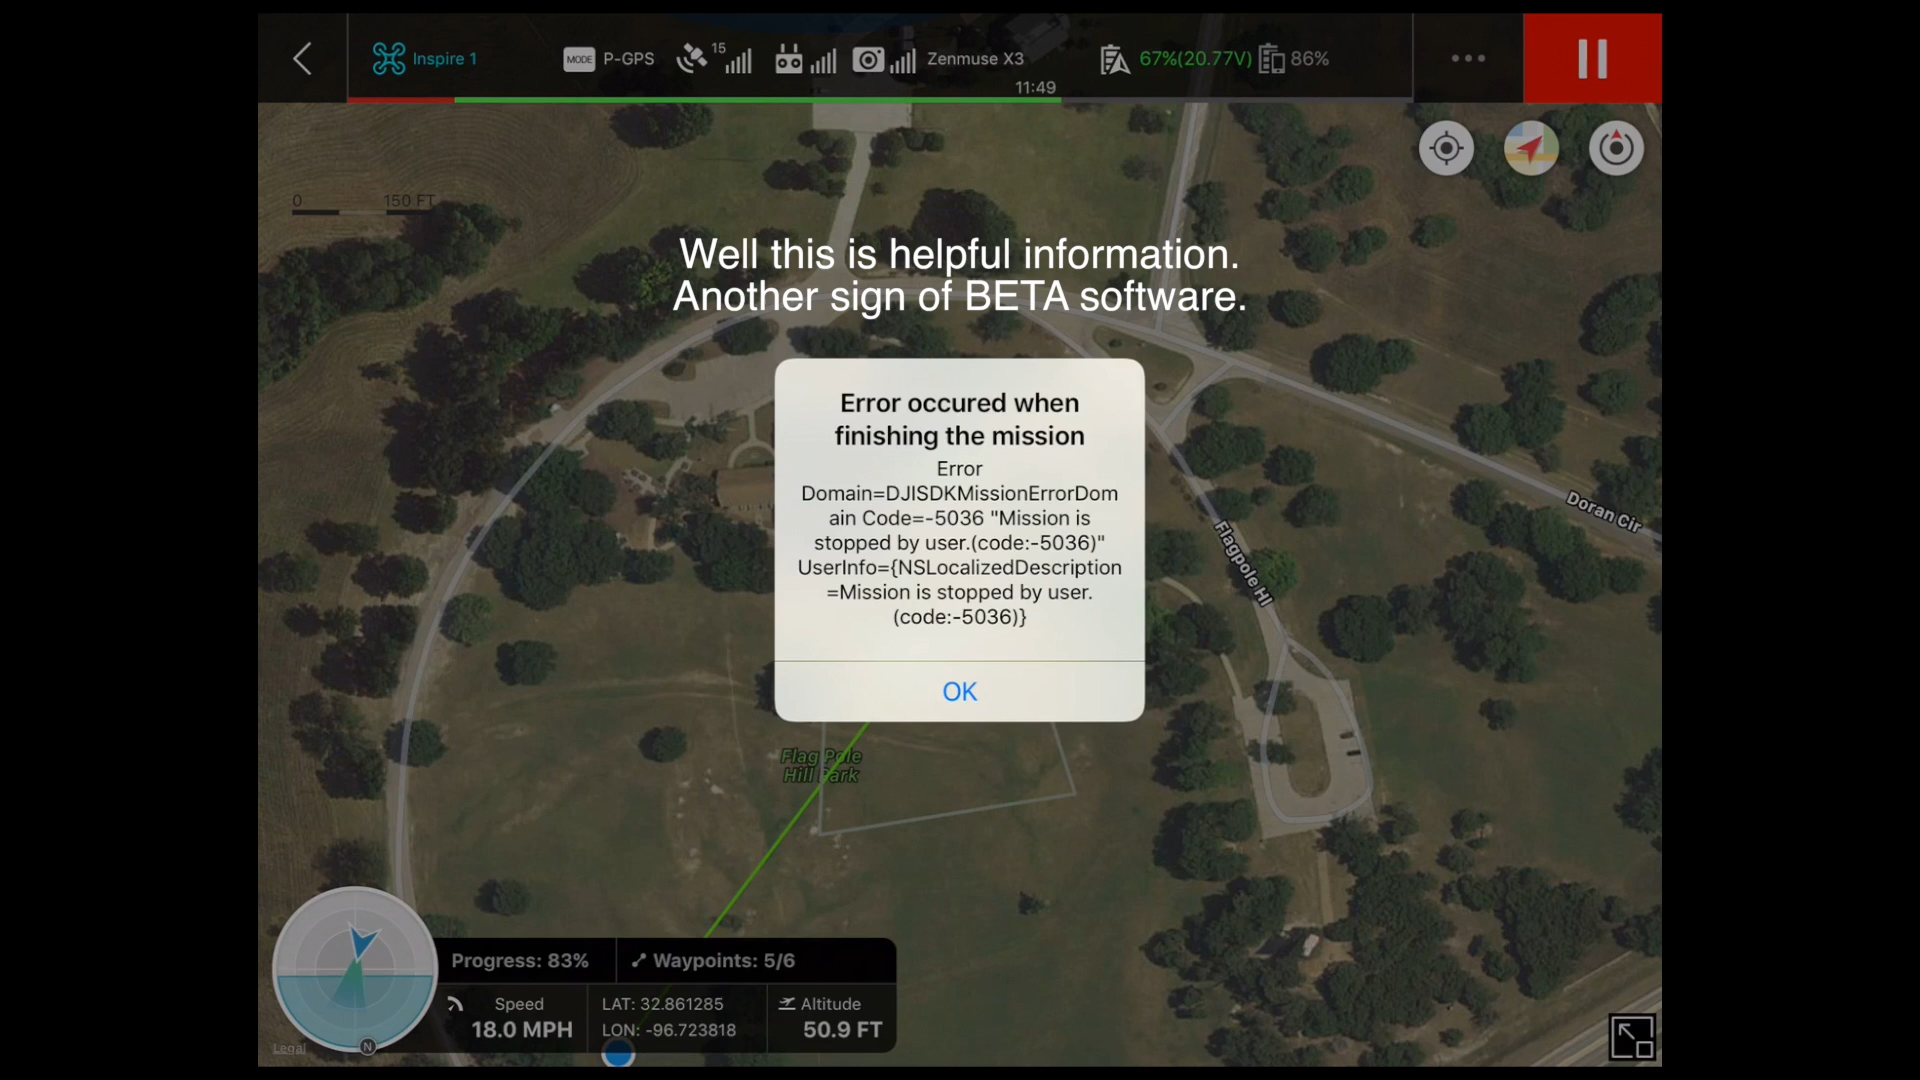 Inspire 1
MODE
P-GPS
15
Zenmuse X3
67%(20.77V)
86%
11:49
0
150 FT
Well this is helpful information.
Another sign of BETA software.
Error occured when
finishing the mission
Error
Domain=DJISDKMissionErrorDom
ain Code=-5036 "Mission is
stopped by user.(code:-5036)"
UserInfo={NSLocalizedDescription
=Mission is stopped by user.
(code:-5036)}
OK
Doran Cir
Flagpole Hl
Flag Pole
Hill Park
Progress: 83%
Waypoints: 5/6
Speed
18.0 MPH
LAT: 32.861285
LON: -96.723818
Altitude
50.9 FT
N
Legal